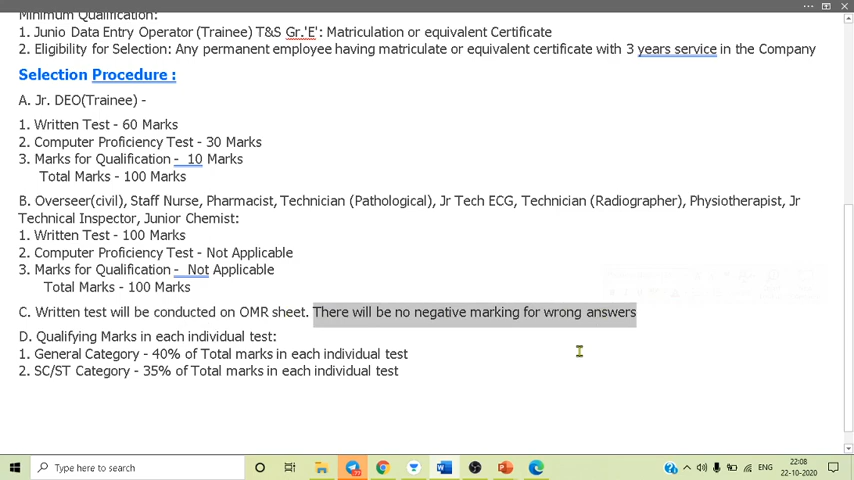 Minimum Qualification:
1. Junio Data Entry Operator (Trainee) T&S Gr.'E': Matriculation or equivalent Certificate
2. Eligibility for Selection: Any permanent employee having matriculate or equivalent certificate with 3 years service in the Company
Selection Procedure :
A. Jr. DEO(Trainee) -
1. Written Test - 60 Marks
2. Computer Proficiency Test - 30 Marks
3. Marks for Qualification - 10 Marks
Total Marks - 100 Marks
B. Overseer(civil), Staff Nurse, Pharmacist, Technician (Pathological), Jr Tech ECG, Technician (Radiographer), Physiotherapist, Jr
Technical Inspector, Junior Chemist:
1. Written Test - 100 Marks
2. Computer Proficiency Test - Not Applicable
3. Marks for Qualification - Not Applicable
Total Marks - 100 Marks
C. Written test will be conducted on OMR sheet. There will be no negative marking for wrong answers
D. Qualifying Marks in each individual test:
1. General Category - 40% of Total marks in each individual test
2. SC/ST Category - 35% of Total marks in each individual test
Type here to search
ENG
22:08
22-10-2020